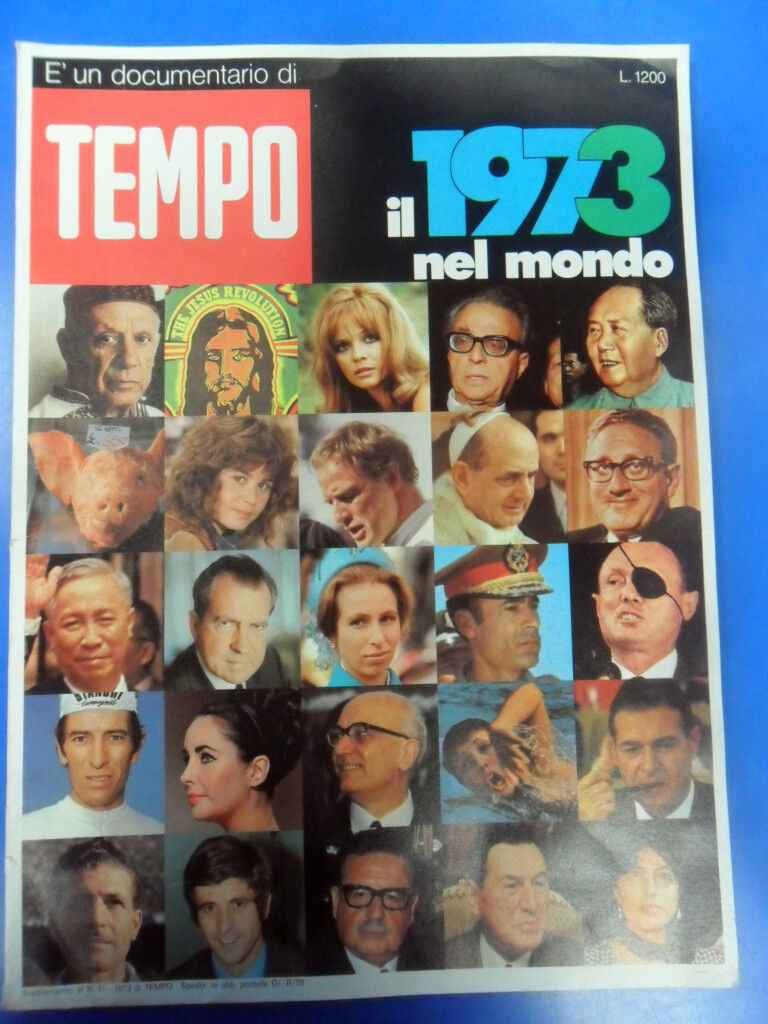 E' un documentario di
L. 1200
TEMPO
il 1973
nel mondo
THE JESUS REVOLUTION
BIANCHI
Campagnolo
Supplemento al N. 51 - 1973 di TEMPO - Spediz. in abb. postale Gr. II/70